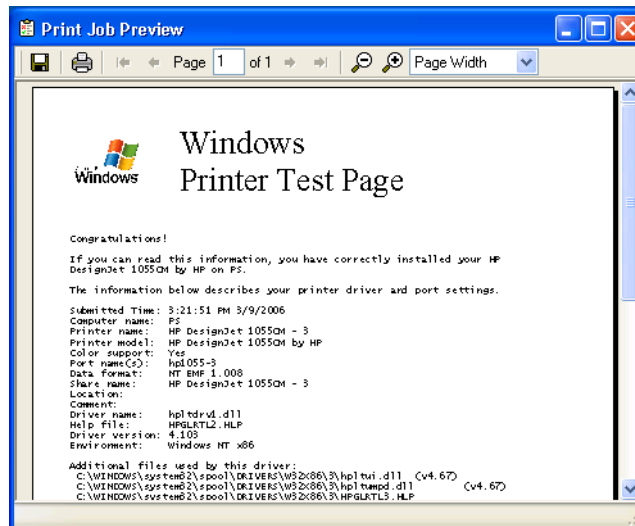 Print Job Preview
Page 1 of 1 Page Width
Windows
Windows
Printer Test Page
Congratulations!
If you can read this information, you have correctly installed your HP
DesignJet 1055CM by HP on PS.
The information below describes your printer driver and port settings.
Submitted Time: 3:21:51 PM 3/9/2006
Computer name: PS
Printer name: HP DesignJet 1055CM - 3
Printer model: HP DesignJet 1055CM by HP
Color support: Yes
Port name(s): hp1055-3
Data format: NT EMF 1.008
Share name: HP DesignJet 1055CM - 3
Location:
Comment:
Driver name: hpltdrv1.dll
Help file: HPGLRTL2.HLP
Driver version: 4.103
Environment: Windows NT x86
Additional files used by this driver:
C:\WINDOWS\system32\spool\DRIVERS\W32X86\3\hpltui.dll (v4.67)
C:\WINDOWS\system32\spool\DRIVERS\W32X86\3\hpltumpd.dll (v4.67)
C:\WINDOWS\system32\spool\DRIVERS\W32X86\3\HPGLRTL3.HLP